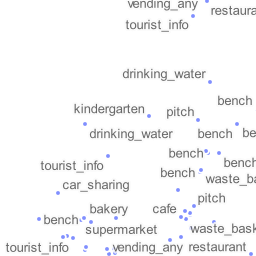 vending_any
restaura
tourist_info
drinking_water
bench
kindergarten
pitch
drinking_water
bench
be
bench
tourist_info
bench
bench
waste_ba
car_sharing
pitch
bakery
cafe
bench
supermarket
waste_bask
tourist_info
vending_any
restaurant